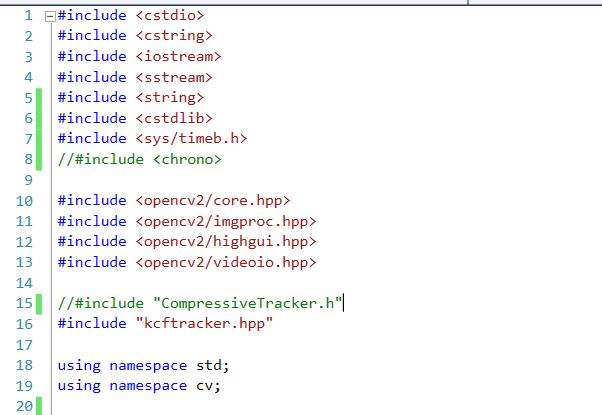 1 #include <cstdio>
2 #include <cstring>
3 #include <iostream>
4 #include <sstream>
5 #include <string>
6 #include <cstdlib>
7 #include <sys/timeb.h>
8 //#include <chrono>
9
10 #include <opencv2/core.hpp>
11 #include <opencv2/imgproc.hpp>
12 #include <opencv2/highgui.hpp>
13 #include <opencv2/videoio.hpp>
14
15 //#include "CompressiveTracker.h"
16 #include "kcftracker.hpp"
17
18 using namespace std;
19 using namespace cv;
20